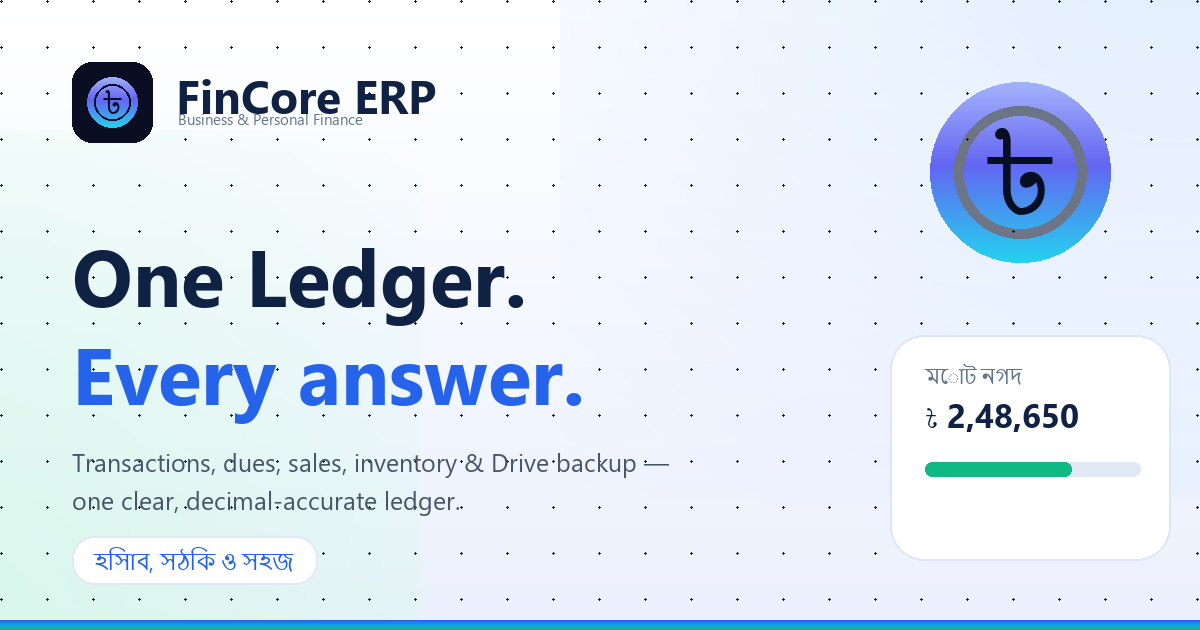 FinCore ERP
Business & Personal Finance
One Ledger.
Every answer.
Transactions, dues, sales, inventory & Drive backup —
one clear, decimal-accurate ledger.
হিসাব, সঠিক ও সহজ
৳
মোট নগদ
৳ 2,48,650